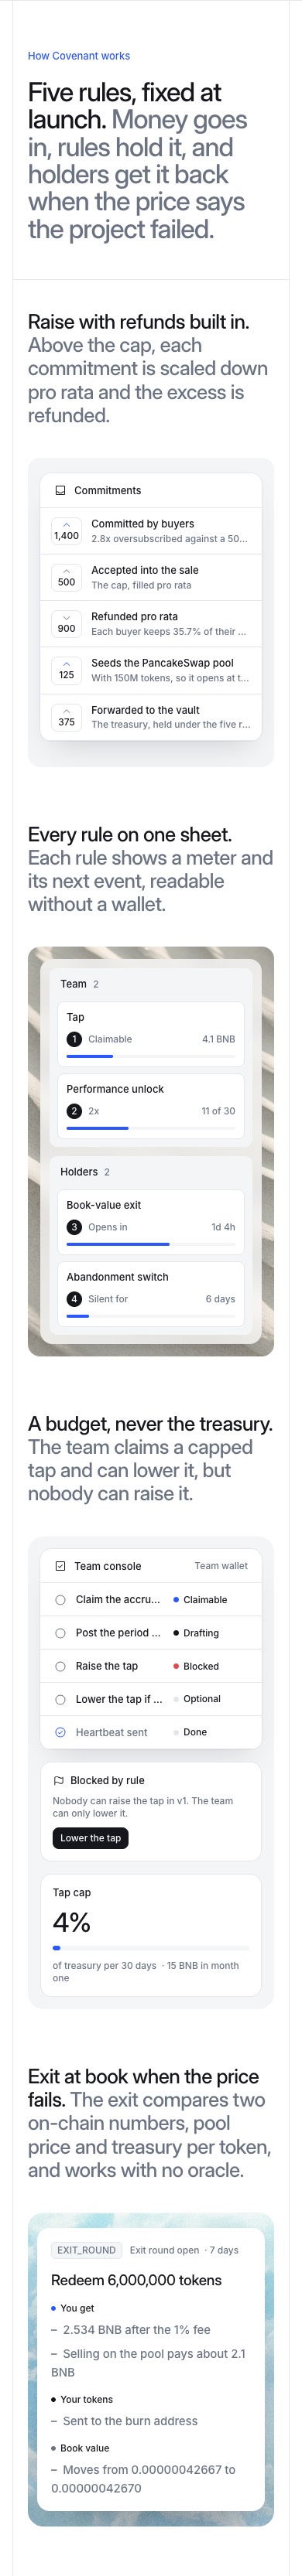 How Covenant works
Five rules, fixed at
launch. Money goes
in, rules hold it, and
holders get it back
when the price says
the project failed.
Raise with refunds built in.
Above the cap, each
commitment is scaled down
pro rata and the excess is
refunded.
Commitments
1,400
Committed by buyers
2.8x oversubscribed against a 50...
500
Accepted into the sale
The cap, filled pro rata
900
Refunded pro rata
Each buyer keeps 35.7% of their ...
125
Seeds the PancakeSwap pool
With 150M tokens, so it opens at t...
375
Forwarded to the vault
The treasury, held under the five r...
Every rule on one sheet.
Each rule shows a meter and
its next event, readable
without a wallet.
Team 2
Tap
1 Claimable 4.1 BNB
Performance unlock
2 2x 11 of 30
Holders 2
Book-value exit
3 Opens in 1d 4h
Abandonment switch
4 Silent for 6 days
A budget, never the treasury.
The team claims a capped
tap and can lower it, but
nobody can raise it.
Team console Team wallet
Claim the accru... Claimable
Post the period ... Drafting
Raise the tap Blocked
Lower the tap if ... Optional
Heartbeat sent Done
Blocked by rule
Nobody can raise the tap in v1. The team
can only lower it.
Lower the tap
Tap cap
4%
of treasury per 30 days · 15 BNB in month
one
Exit at book when the price
fails. The exit compares two
on-chain numbers, pool
price and treasury per token,
and works with no oracle.
EXIT_ROUND Exit round open · 7 days
Redeem 6,000,000 tokens
You get
– 2.534 BNB after the 1% fee
– Selling on the pool pays about 2.1
BNB
Your tokens
– Sent to the burn address
Book value
– Moves from 0.00000042667 to
0.00000042670